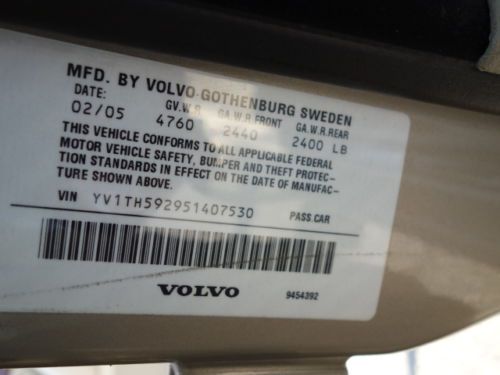 MFD. BY VOLVO-GOTHENBURG SWEDEN
DATE: GV.W.R GA.W.R.FRONT GA.W.R.REAR
02/05 4760 2440 2400 LB
THIS VEHICLE CONFORMS TO ALL APPLICABLE FEDERAL
MOTOR VEHICLE SAFETY, BUMPER AND THEFT PROTEC-
TION STANDARDS IN EFFECT ON THE DATE OF MANUFAC-
TURE SHOWN ABOVE.
VIN YV1TH592951407530 PASS.CAR
VOLVO 9454392